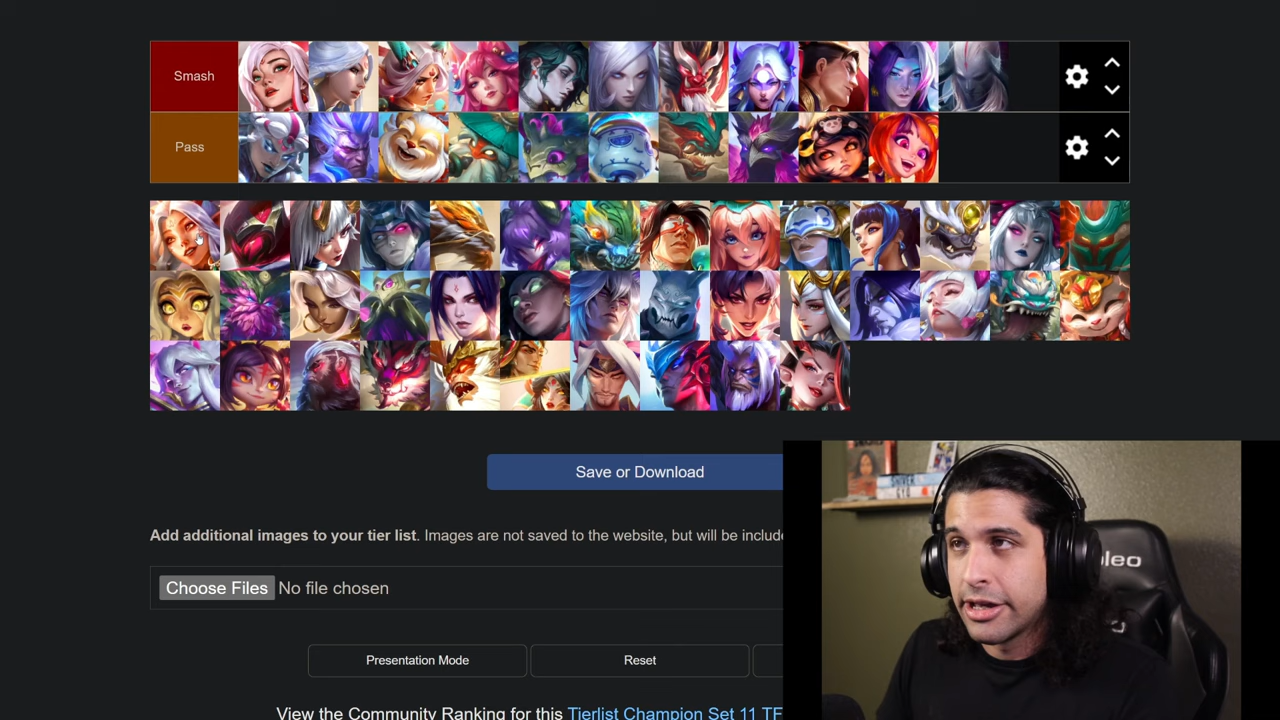 Smash
Pass
Save or Download
Add additional images to your tier list. Images are not saved to the website, but will be include
Choose Files No file chosen
Presentation Mode
Reset
View the Community Ranking for this Tierlist Champion Set 11 TF